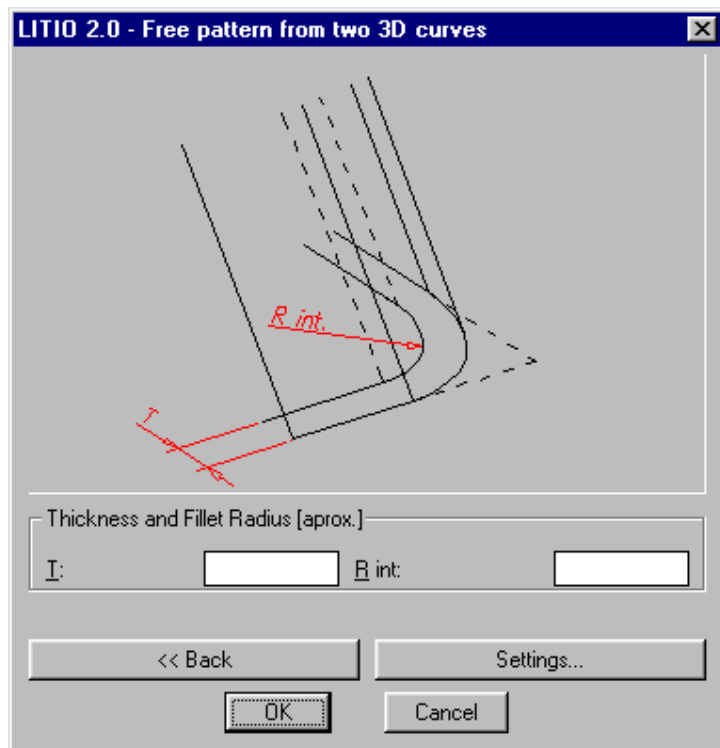 LITIO 2.0 - Free pattern from two 3D curves
R int.
T
Thickness and Fillet Radius [aprox.]
T:
R int:
<< Back
Settings...
OK
Cancel